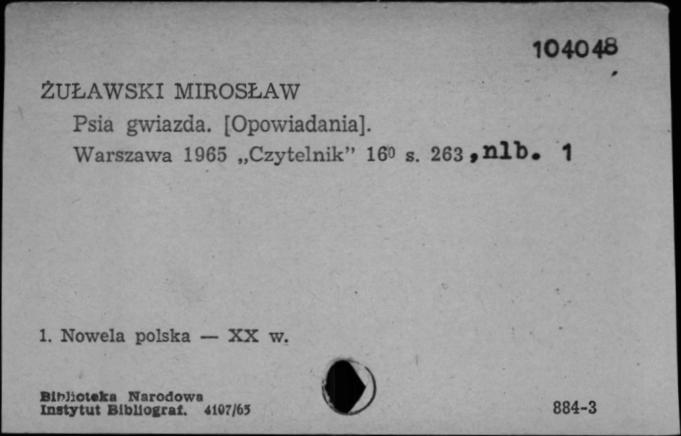 104048
ŻUŁAWSKI MIROSŁAW
Psia gwiazda. [Opowiadania].
Warszawa 1965 „Czytelnik” 16⁰ s. 263, nlb. 1
1. Nowela polska — XX w.
Biblioteka Narodowa
Instytut Bibliograf. 4107/65
884-3